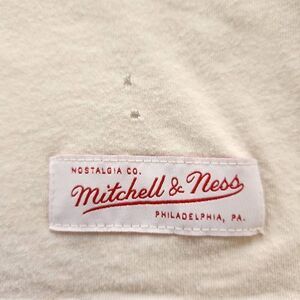 NOSTALGIA CO.
Mitchell & Ness
PHILADELPHIA, PA.